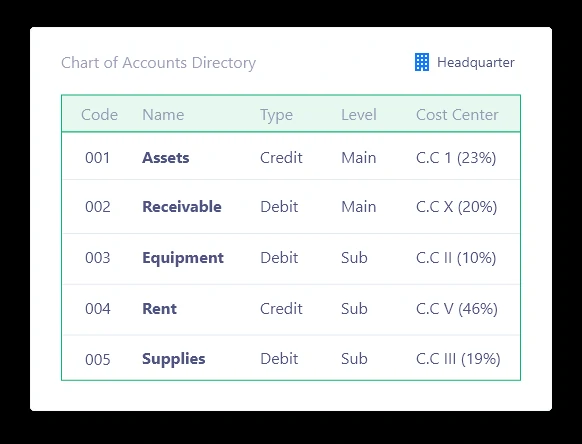 Chart of Accounts Directory Headquarter
Code Name Type Level Cost Center
001 Assets Credit Main C.C 1 (23%)
002 Receivable Debit Main C.C X (20%)
003 Equipment Debit Sub C.C II (10%)
004 Rent Credit Sub C.C V (46%)
005 Supplies Debit Sub C.C III (19%)